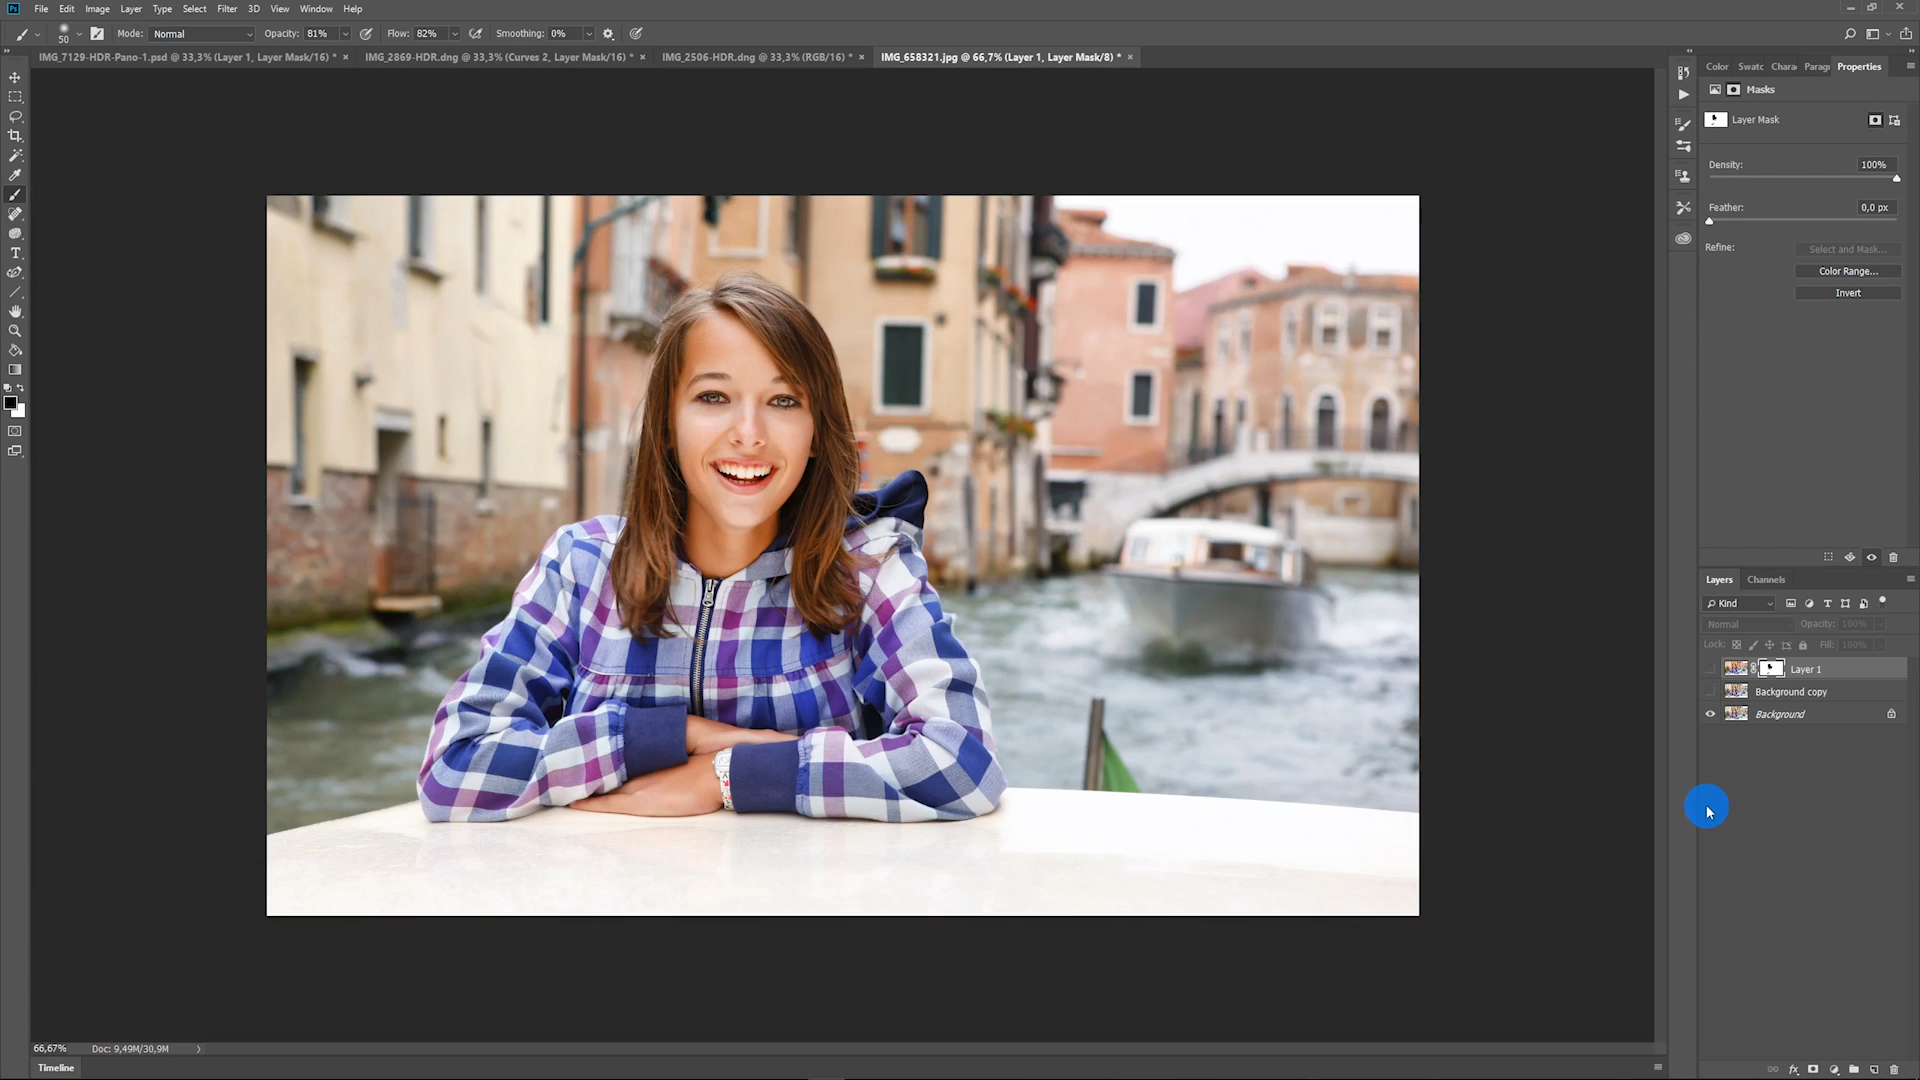 Ps File Edit Image Layer Type Select Filter 3D View Window Help
50 Mode: Normal Opacity: 81% Flow: 82% Smoothing: 0%
IMG_7129-HDR-Pano-1.psd @ 33,3% (Layer 1, Layer Mask/16) * × IMG_2869-HDR.dng @ 33,3% (Curves 2, Layer Mask/16) * × IMG_2506-HDR.dng @ 33,3% (RGB/16) * × IMG_658321.jpg @ 66,7% (Layer 1, Layer Mask/8) * ×
Color Swatc Chara Paragı Properties
Masks
Layer Mask
Density: 100%
Feather: 0,0 px
Refine: Select and Mask...
Color Range...
Invert
Layers Channels
Kind
Normal Opacity: 100%
Lock: Fill: 100%
Layer 1
Background copy
Background
66,67% Doc: 9,49M/30,9M
Timeline
fx